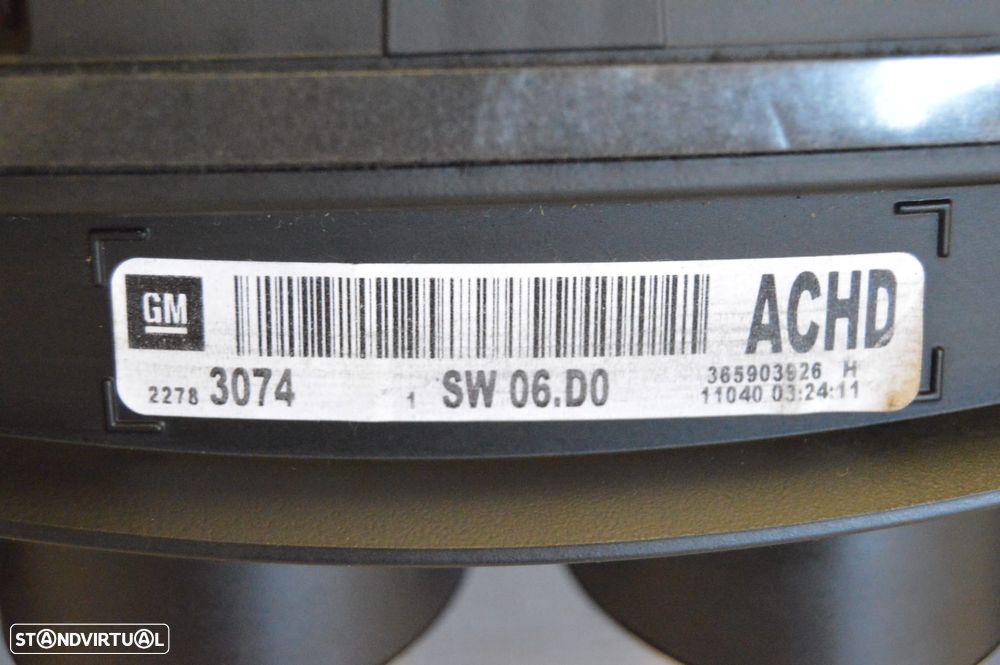 GM
ACHD
2278 3074 1 SW 06.D0
365903926 H
11040 03:24:11
STANDVIRTUAL